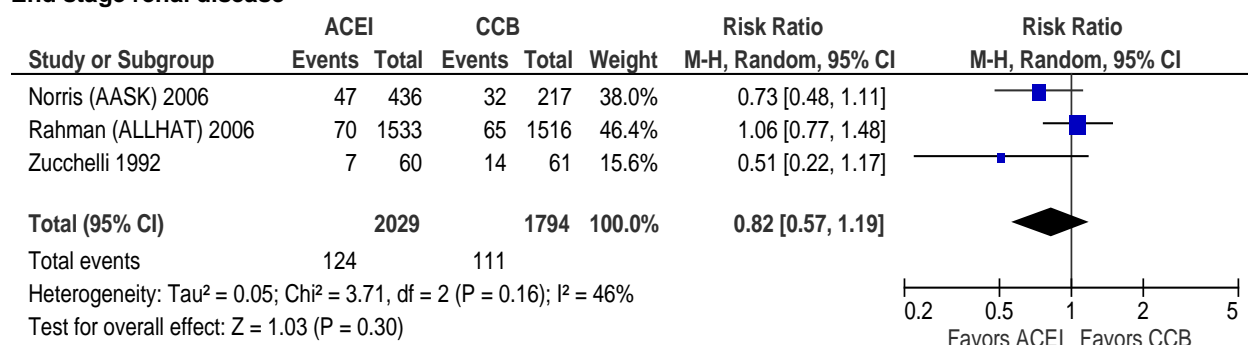 End stage renal disease
ACEI CCB Risk Ratio Risk Ratio
Study or Subgroup Events Total Events Total Weight M-H, Random, 95% CI M-H, Random, 95% CI
Norris (AASK) 2006 47 436 32 217 38.0% 0.73 [0.48, 1.11]
Rahman (ALLHAT) 2006 70 1533 65 1516 46.4% 1.06 [0.77, 1.48]
Zucchelli 1992 7 60 14 61 15.6% 0.51 [0.22, 1.17]
Total (95% CI) 2029 1794 100.0% 0.82 [0.57, 1.19]
Total events 124 111
Heterogeneity: Tau² = 0.05; Chi² = 3.71, df = 2 (P = 0.16); I² = 46%
Test for overall effect: Z = 1.03 (P = 0.30)
0.2 0.5 1 2 5
Favors ACEI Favors CCB